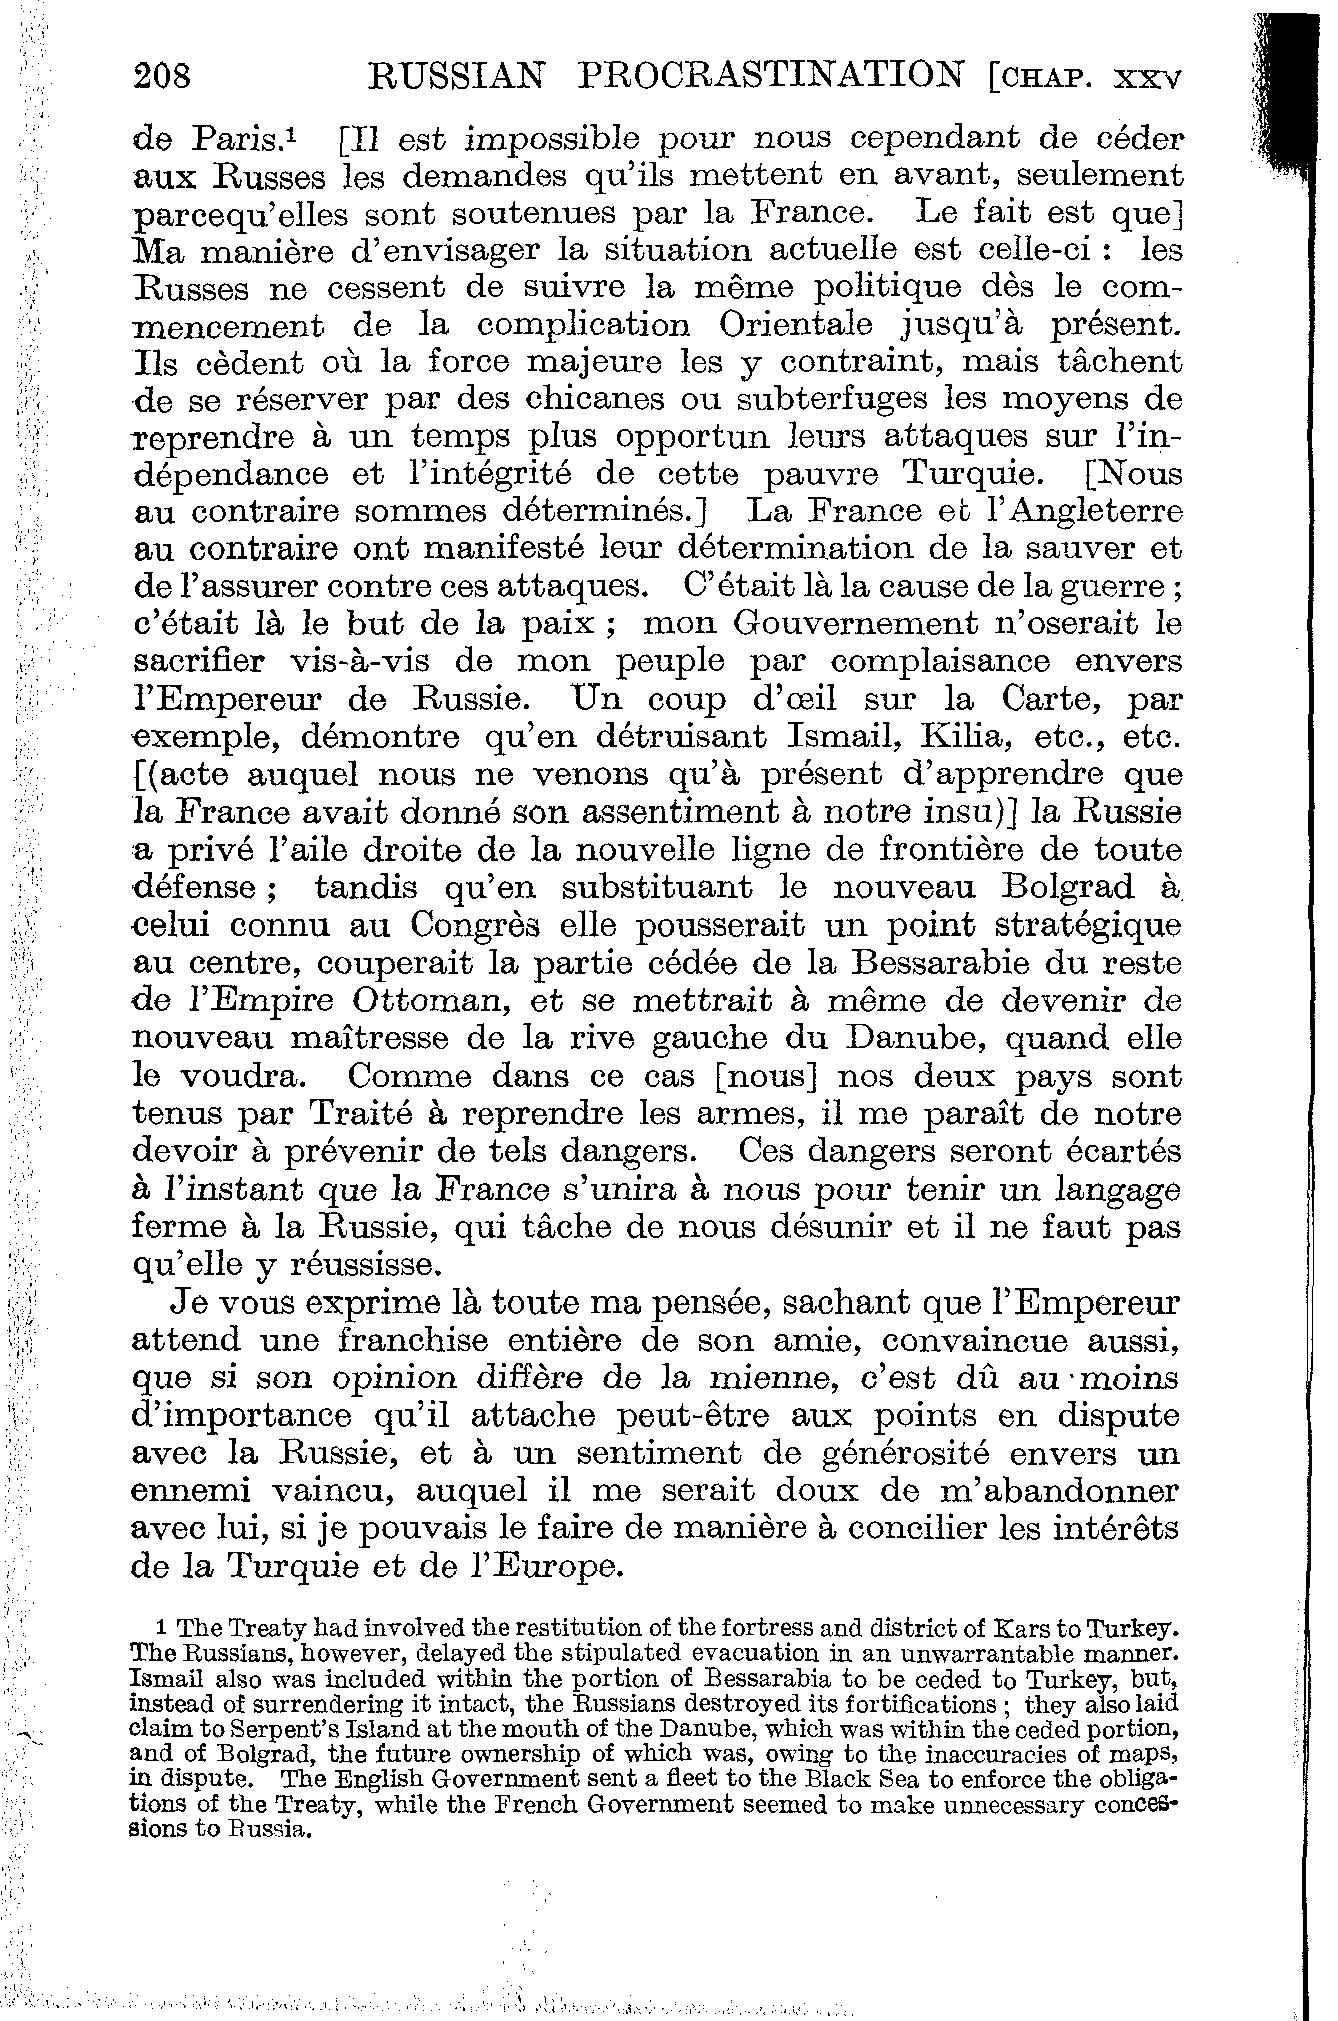 208 RUSSIAN PROCRASTINATION [CHAP. XXV
de Paris.¹ [Il est impossible pour nous cependant de céder
aux Russes les demandes qu'ils mettent en avant, seulement
parcequ'elles sont soutenues par la France. Le fait est que]
Ma manière d'envisager la situation actuelle est celle-ci : les
Russes ne cessent de suivre la même politique dès le com-
mencement de la complication Orientale jusqu'à présent.
Ils cèdent où la force majeure les y contraint, mais tâchent
de se réserver par des chicanes ou subterfuges les moyens de
reprendre à un temps plus opportun leurs attaques sur l'in-
dépendance et l'intégrité de cette pauvre Turquie. [Nous
au contraire sommes déterminés.] La France et l'Angleterre
au contraire ont manifesté leur détermination de la sauver et
de l'assurer contre ces attaques. C'était là la cause de la guerre ;
c'était là le but de la paix ; mon Gouvernement n'oserait le
sacrifier vis-à-vis de mon peuple par complaisance envers
l'Empereur de Russie. Un coup d'œil sur la Carte, par
exemple, démontre qu'en détruisant Ismail, Kilia, etc., etc.
[(acte auquel nous ne venons qu'à présent d'apprendre que
la France avait donné son assentiment à notre insu)] la Russie
a privé l'aile droite de la nouvelle ligne de frontière de toute
défense ; tandis qu'en substituant le nouveau Bolgrad à
celui connu au Congrès elle pousserait un point stratégique
au centre, couperait la partie cédée de la Bessarabie du reste
de l'Empire Ottoman, et se mettrait à même de devenir de
nouveau maîtresse de la rive gauche du Danube, quand elle
le voudra. Comme dans ce cas [nous] nos deux pays sont
tenus par Traité à reprendre les armes, il me paraît de notre
devoir à prévenir de tels dangers. Ces dangers seront écartés
à l'instant que la France s'unira à nous pour tenir un langage
ferme à la Russie, qui tâche de nous désunir et il ne faut pas
qu'elle y réussisse.
Je vous exprime là toute ma pensée, sachant que l'Empereur
attend une franchise entière de son amie, convaincue aussi,
que si son opinion diffère de la mienne, c'est dû au moins
d'importance qu'il attache peut-être aux points en dispute
avec la Russie, et à un sentiment de générosité envers un
ennemi vaincu, auquel il me serait doux de m'abandonner
avec lui, si je pouvais le faire de manière à concilier les intérêts
de la Turquie et de l'Europe.
1 The Treaty had involved the restitution of the fortress and district of Kars to Turkey.
The Russians, however, delayed the stipulated evacuation in an unwarrantable manner.
Ismail also was included within the portion of Bessarabia to be ceded to Turkey, but,
instead of surrendering it intact, the Russians destroyed its fortifications ; they also laid
claim to Serpent's Island at the mouth of the Danube, which was within the ceded portion,
and of Bolgrad, the future ownership of which was, owing to the inaccuracies of maps,
in dispute. The English Government sent a fleet to the Black Sea to enforce the obliga-
tions of the Treaty, while the French Government seemed to make unnecessary conces-
sions to Russia.